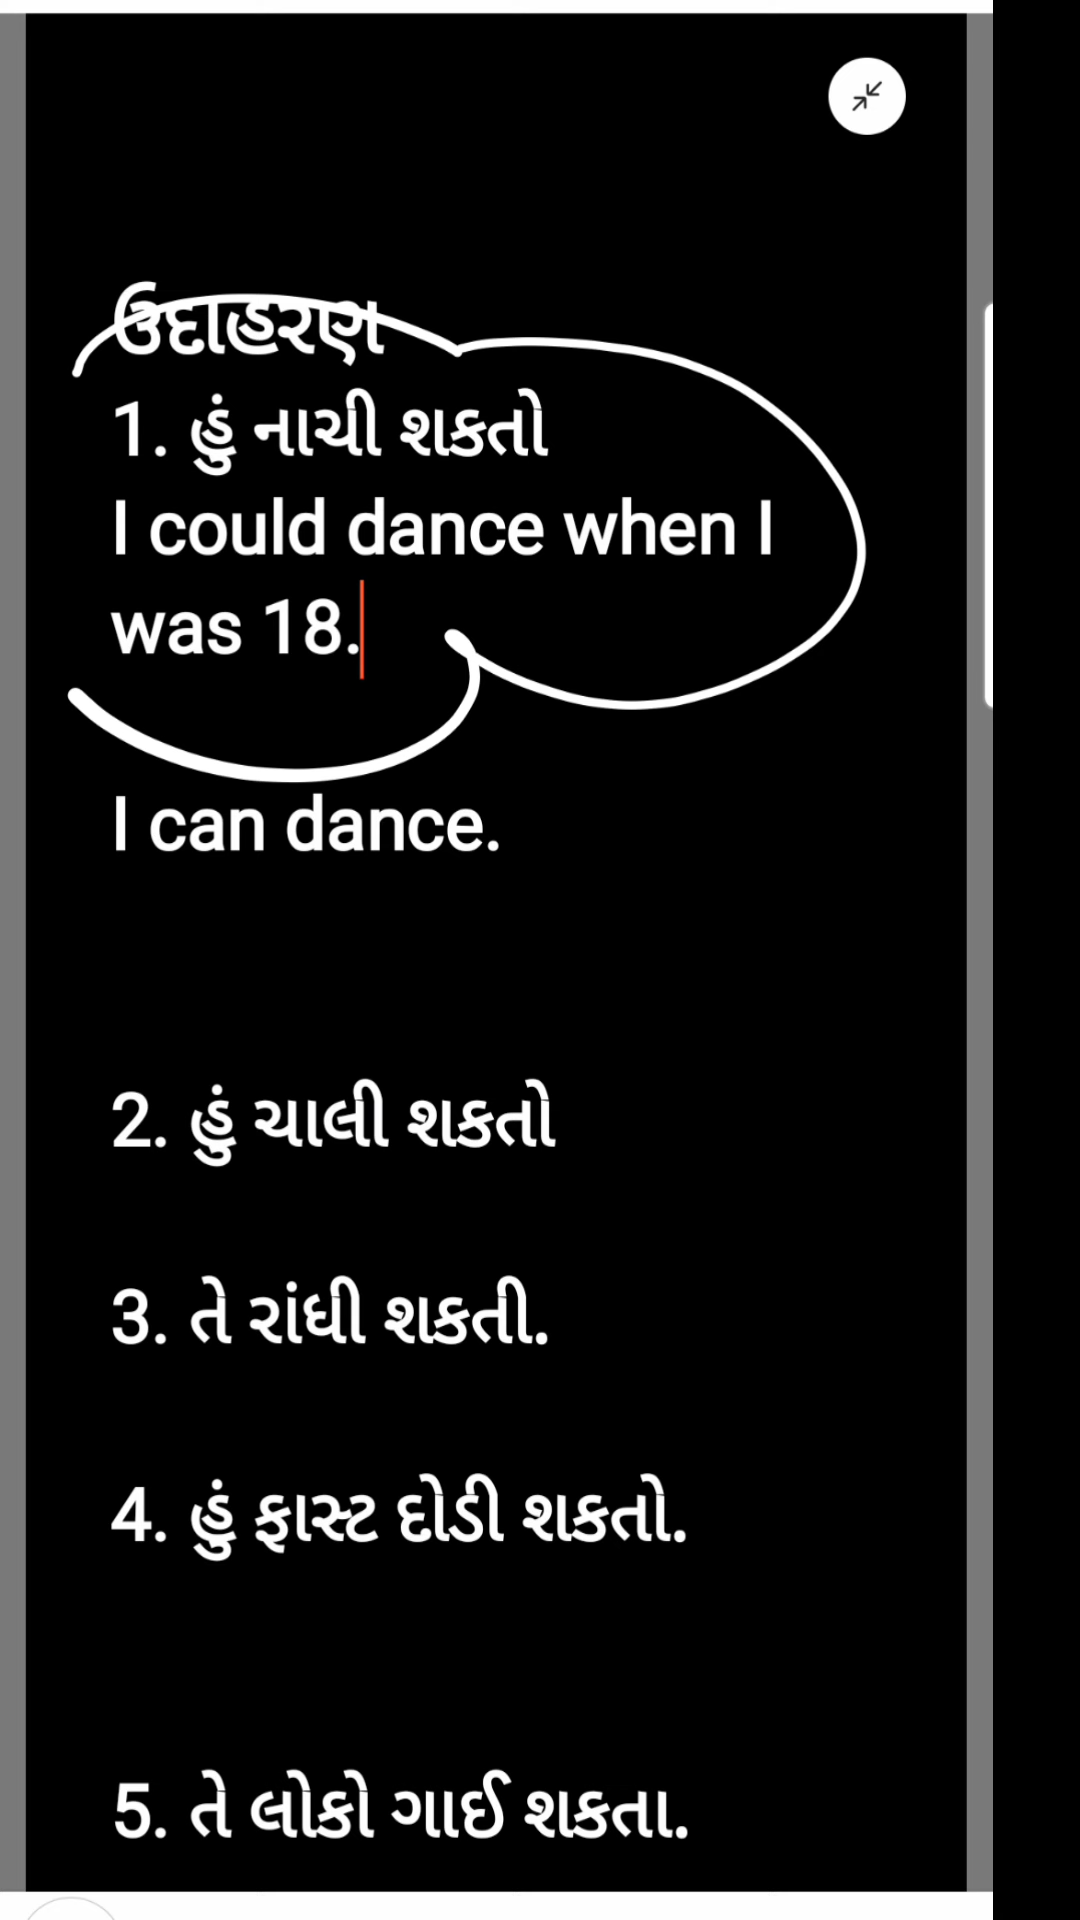 ઉદાહરણ
1. હું નાચી શકતો
I could dance when I
was 18.
I can dance.
2. હું ચાલી શકતો
3. તે રાંધી શકતી.
4. હું ફાસ્ટ દોડી શકતો.
5. તે લોકો ગાઈ શકતા.